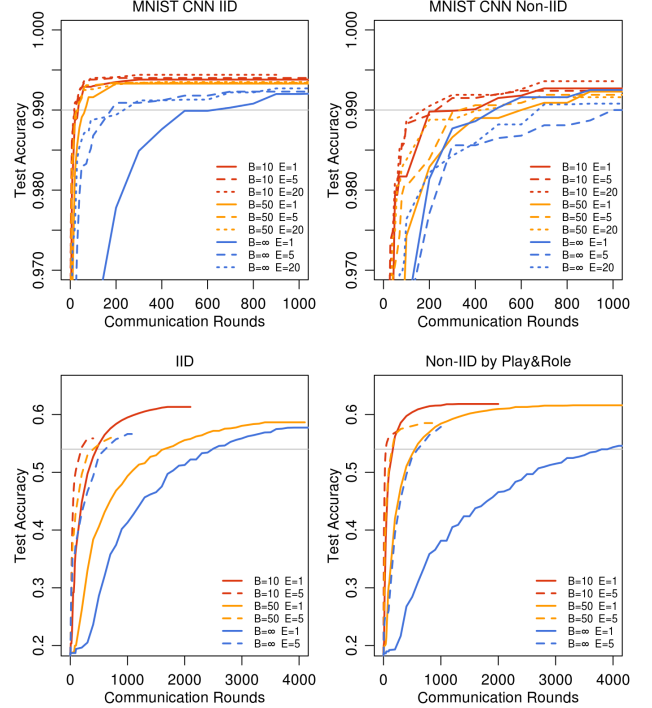 MNIST CNN IID
1.000
0.990
0.980
0.970
Test Accuracy
B=10 E=1
B=10 E=5
B=10 E=20
B=50 E=1
B=50 E=5
B=50 E=20
B=∞ E=1
B=∞ E=5
B=∞ E=20
0 200 400 600 800 1000
Communication Rounds
MNIST CNN Non-IID
1.000
0.990
0.980
0.970
Test Accuracy
B=10 E=1
B=10 E=5
B=10 E=20
B=50 E=1
B=50 E=5
B=50 E=20
B=∞ E=1
B=∞ E=5
B=∞ E=20
0 200 400 600 800 1000
Communication Rounds
IID
0.6
0.5
0.4
0.3
0.2
Test Accuracy
B=10 E=1
B=10 E=5
B=50 E=1
B=50 E=5
B=∞ E=1
B=∞ E=5
0 1000 2000 3000 4000
Communication Rounds
Non-IID by Play&Role
0.6
0.5
0.4
0.3
0.2
Test Accuracy
B=10 E=1
B=10 E=5
B=50 E=1
B=50 E=5
B=∞ E=1
B=∞ E=5
0 1000 2000 3000 4000
Communication Rounds